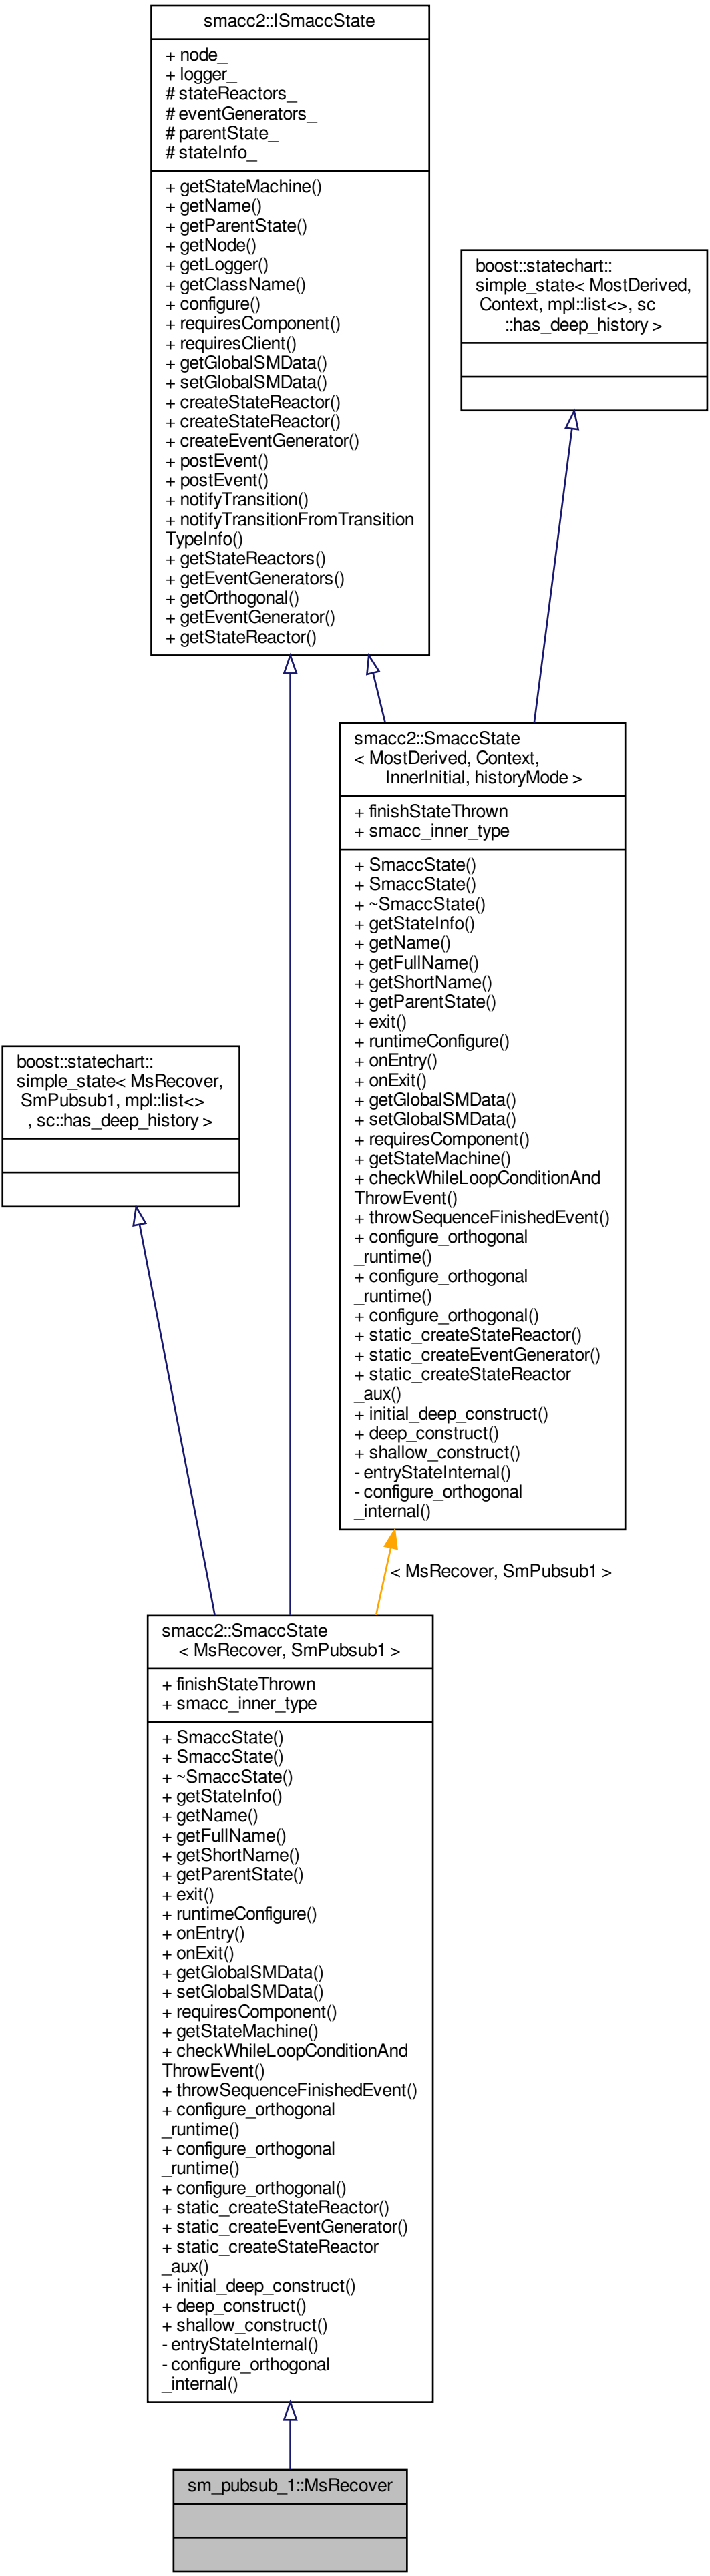 smacc2::ISmaccState
+ node_
+ logger_
# stateReactors_
# eventGenerators_
# parentState_
# stateInfo_
+ getStateMachine()
+ getName()
+ getParentState()
+ getNode()
+ getLogger()
+ getClassName()
+ configure()
+ requiresComponent()
+ requiresClient()
+ getGlobalSMData()
+ setGlobalSMData()
+ createStateReactor()
+ createStateReactor()
+ createEventGenerator()
+ postEvent()
+ postEvent()
+ notifyTransition()
+ notifyTransitionFromTransition
TypeInfo()
+ getStateReactors()
+ getEventGenerators()
+ getOrthogonal()
+ getEventGenerator()
+ getStateReactor()
boost::statechart::
simple_state< MostDerived,
Context, mpl::list<>, sc
::has_deep_history >
smacc2::SmaccState
< MostDerived, Context,
InnerInitial, historyMode >
+ finishStateThrown
+ smacc_inner_type
+ SmaccState()
+ SmaccState()
+ ~SmaccState()
+ getStateInfo()
+ getName()
+ getFullName()
+ getShortName()
+ getParentState()
+ exit()
+ runtimeConfigure()
+ onEntry()
+ onExit()
+ getGlobalSMData()
+ setGlobalSMData()
+ requiresComponent()
+ getStateMachine()
+ checkWhileLoopConditionAnd
ThrowEvent()
+ throwSequenceFinishedEvent()
+ configure_orthogonal
_runtime()
+ configure_orthogonal
_runtime()
+ configure_orthogonal()
+ static_createStateReactor()
+ static_createEventGenerator()
+ static_createStateReactor
_aux()
+ initial_deep_construct()
+ deep_construct()
+ shallow_construct()
- entryStateInternal()
- configure_orthogonal
_internal()
boost::statechart::
simple_state< MsRecover,
SmPubsub1, mpl::list<>
, sc::has_deep_history >
< MsRecover, SmPubsub1 >
smacc2::SmaccState
< MsRecover, SmPubsub1 >
+ finishStateThrown
+ smacc_inner_type
+ SmaccState()
+ SmaccState()
+ ~SmaccState()
+ getStateInfo()
+ getName()
+ getFullName()
+ getShortName()
+ getParentState()
+ exit()
+ runtimeConfigure()
+ onEntry()
+ onExit()
+ getGlobalSMData()
+ setGlobalSMData()
+ requiresComponent()
+ getStateMachine()
+ checkWhileLoopConditionAnd
ThrowEvent()
+ throwSequenceFinishedEvent()
+ configure_orthogonal
_runtime()
+ configure_orthogonal
_runtime()
+ configure_orthogonal()
+ static_createStateReactor()
+ static_createEventGenerator()
+ static_createStateReactor
_aux()
+ initial_deep_construct()
+ deep_construct()
+ shallow_construct()
- entryStateInternal()
- configure_orthogonal
_internal()
sm_pubsub_1::MsRecover